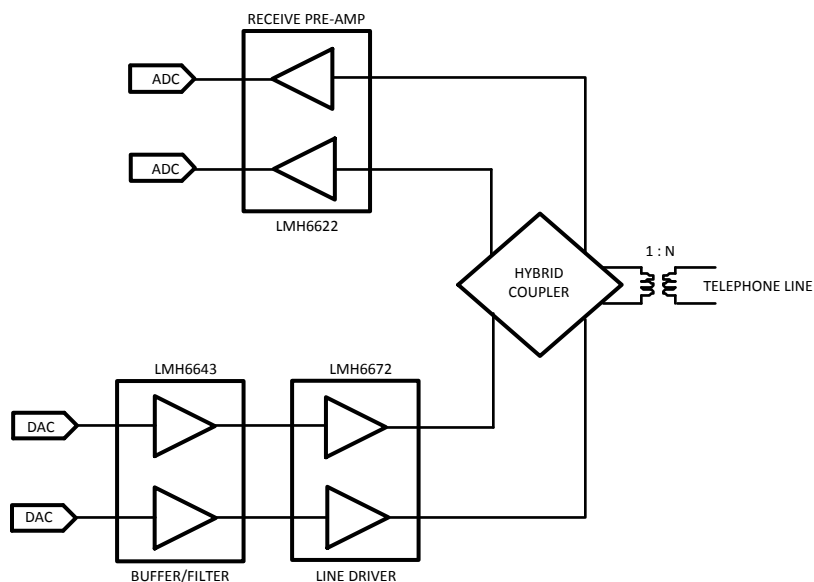 RECEIVE PRE-AMP
ADC
ADC
LMH6622
1 : N
HYBRID
COUPLER
TELEPHONE LINE
LMH6643
LMH6672
DAC
DAC
BUFFER/FILTER
LINE DRIVER